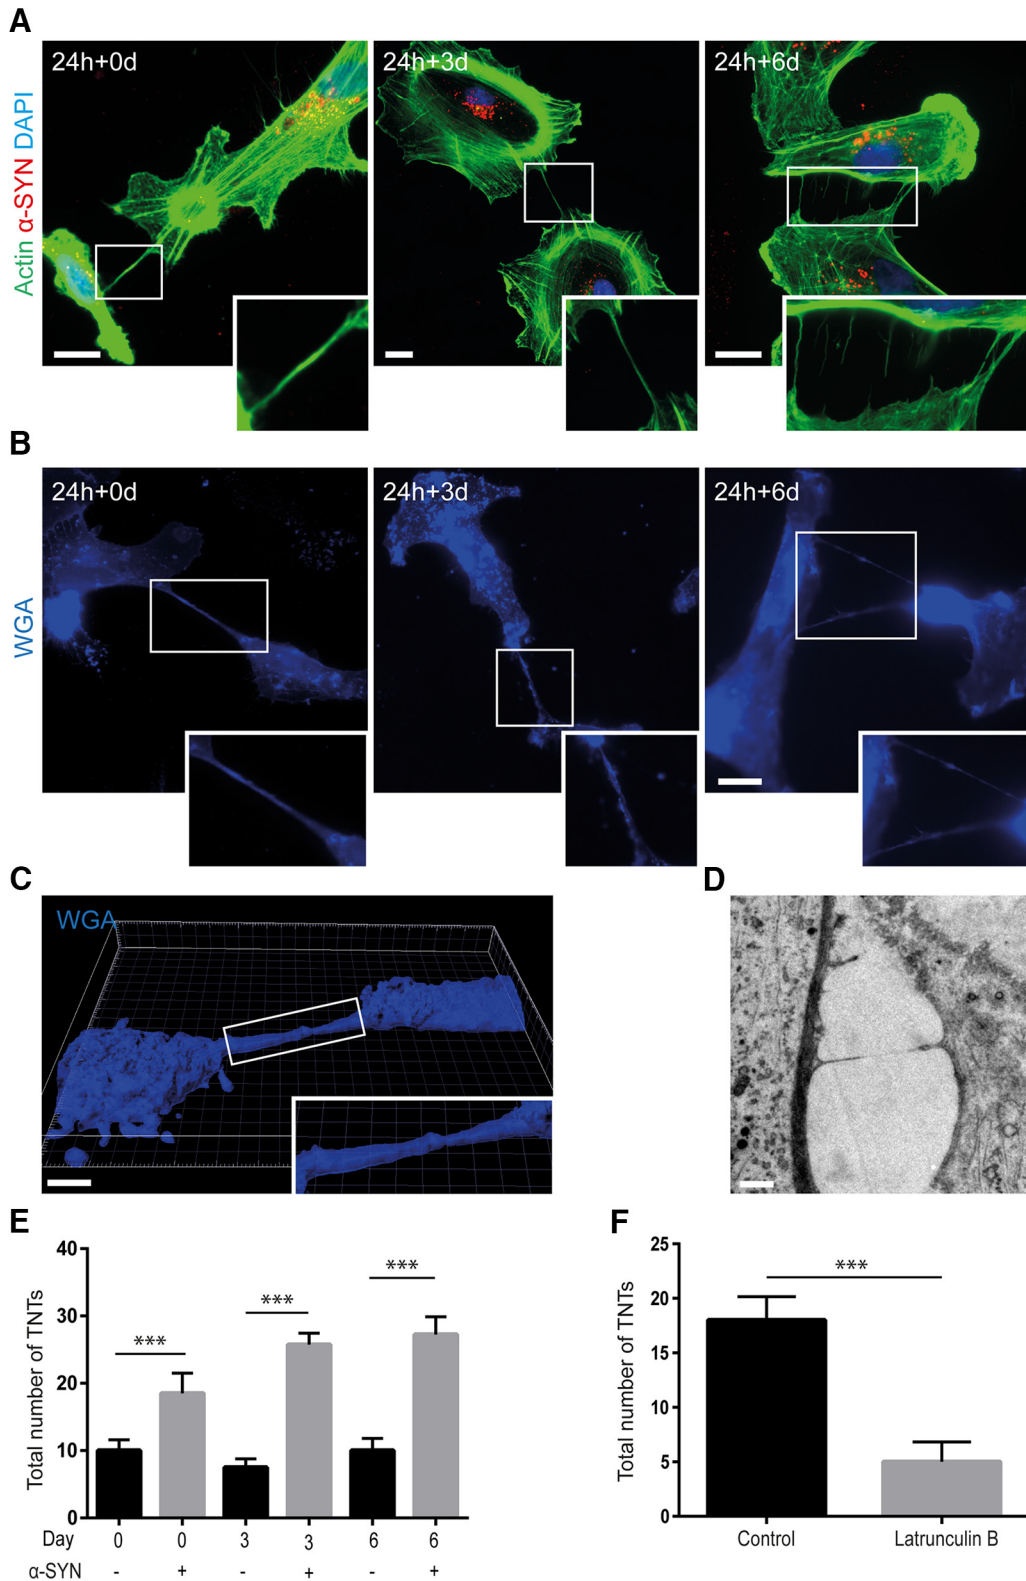 A
24h+0d
24h+3d
24h+6d
Actin α-SYN DAPI
B
24h+0d
24h+3d
24h+6d
WGA
C
WGA
D
E
Total number of TNTs
40
30
20
10
0
***
***
***
Day 0 0 3 3 6 6
α-SYN - + - + - +
F
Total number of TNTs
25
20
15
10
5
0
***
Control Latrunculin B